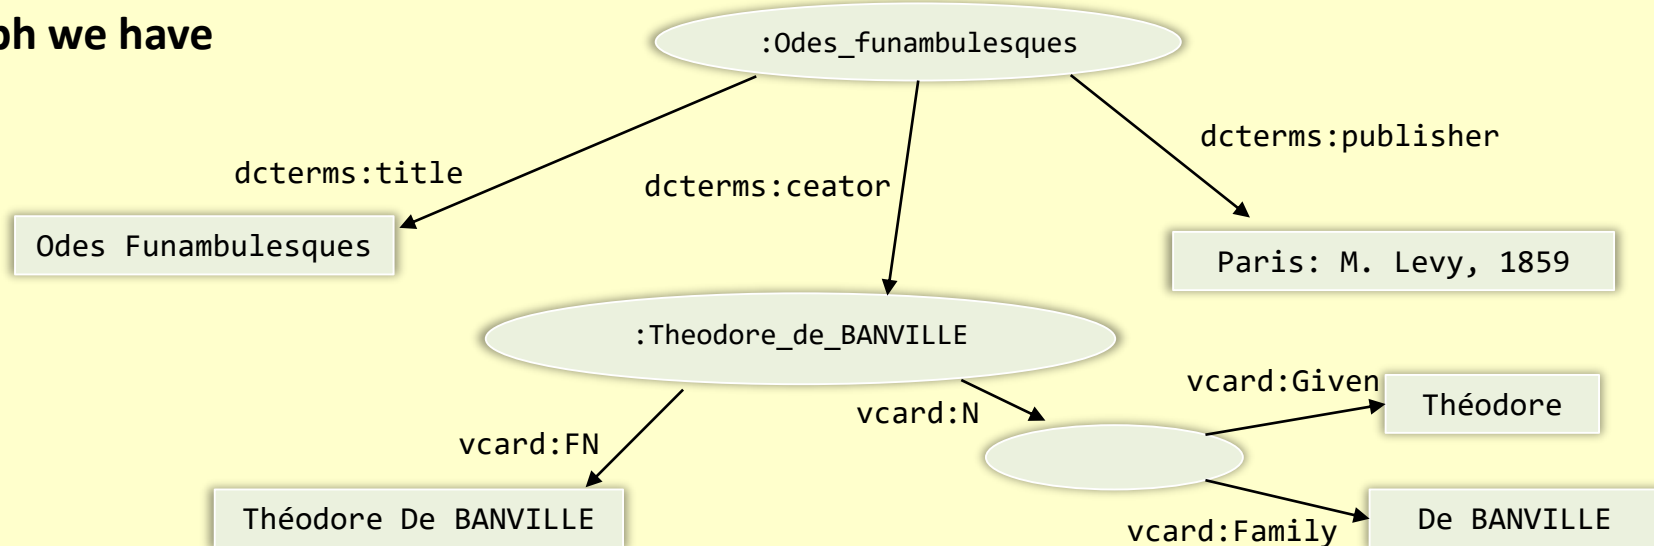 ph we have
:Odes_funambulesques
dcterms:publisher
dcterms:title
dcterms:ceator
Odes Funambulesques
Paris: M. Levy, 1859
:Theodore_de_BANVILLE
vcard:Given
Théodore
vcard:N
vcard:FN
Théodore De BANVILLE
De BANVILLE
vcard:Family